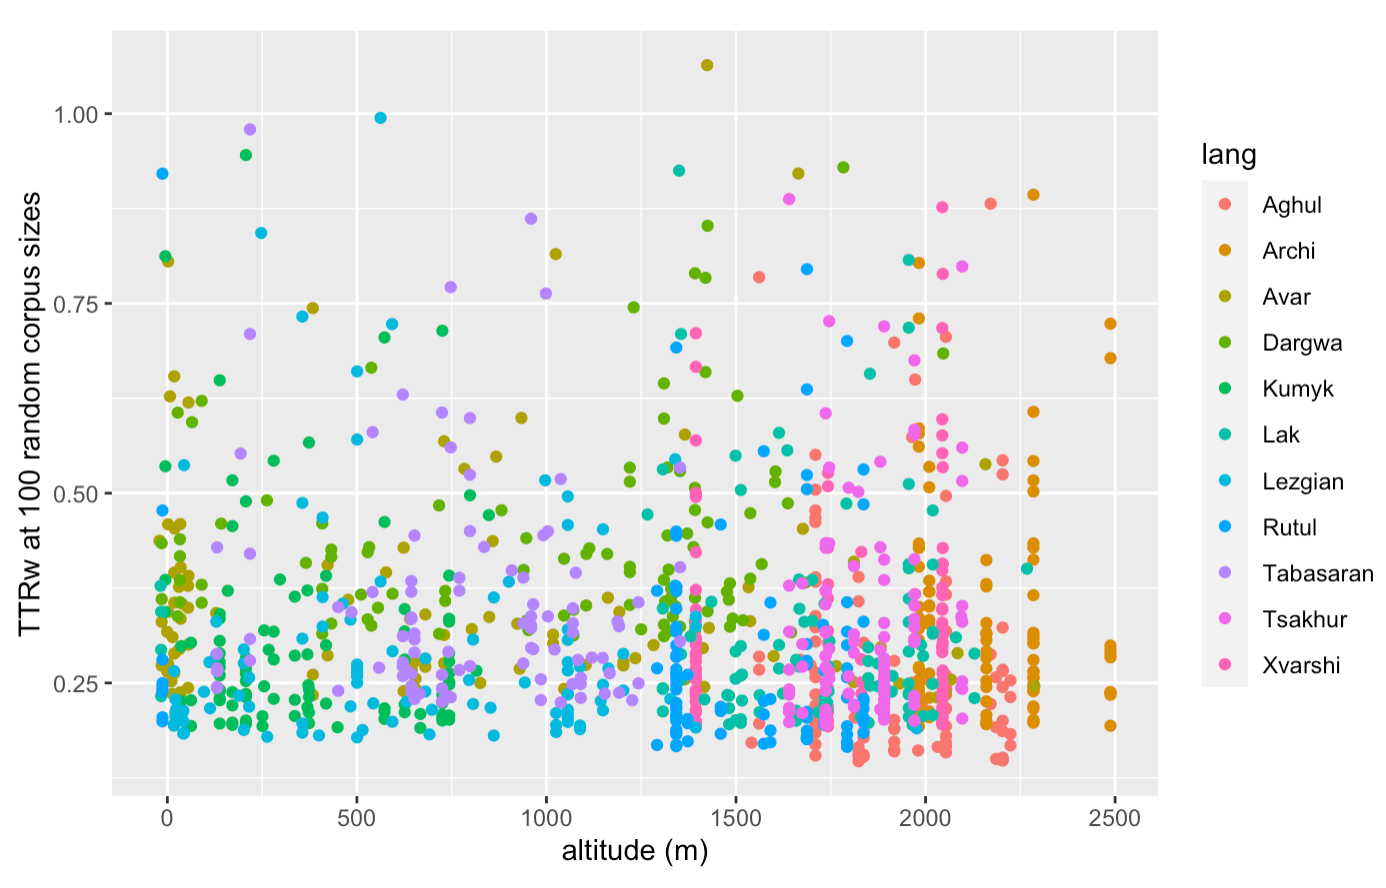 TTRw at 100 random corpus sizes
1.00
0.75
0.50
0.25
0
500
1000
1500
2000
2500
altitude (m)
lang
Aghul
Archi
Avar
Dargwa
Kumyk
Lak
Lezgian
Rutul
Tabasaran
Tsakhur
Xvarshi